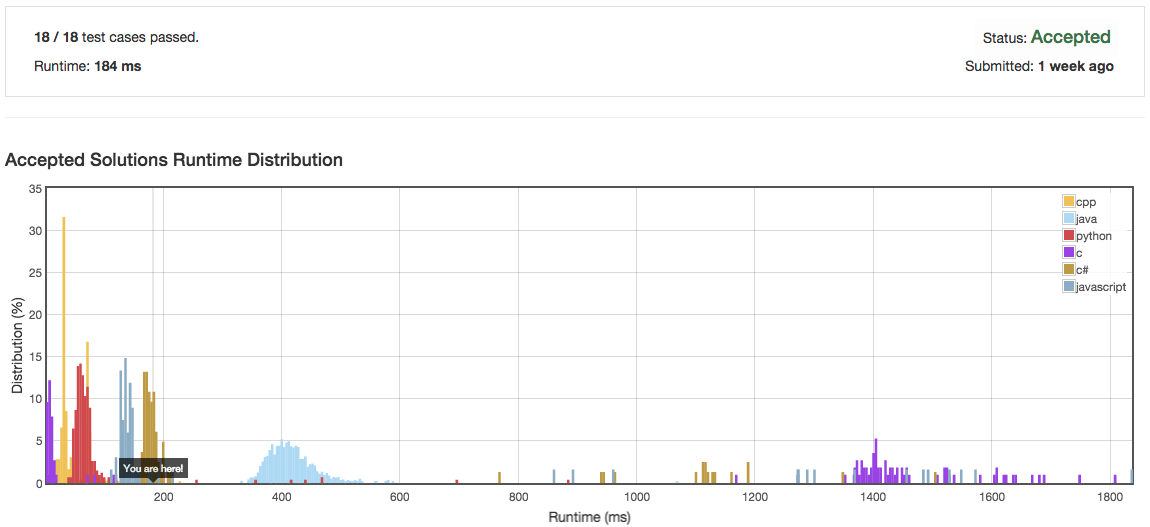 18 / 18 test cases passed.
Status: Accepted
Runtime: 184 ms
Submitted: 1 week ago
Accepted Solutions Runtime Distribution
35
30
25
20
15
10
5
0
Distribution (%)
cpp
java
python
c
c#
javascript
You are here!
200
400
600
800
1000
1200
1400
1600
1800
Runtime (ms)